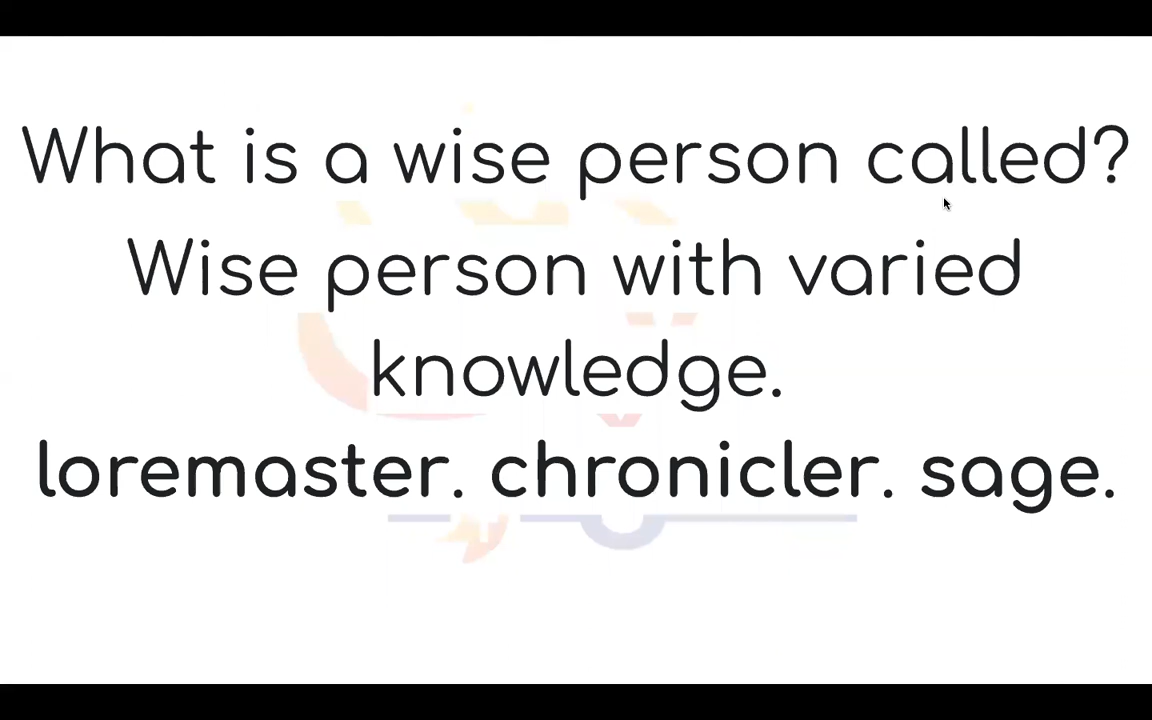 What is a wise person called?
Wise person with varied
knowledge.
loremaster. chronicler. sage.